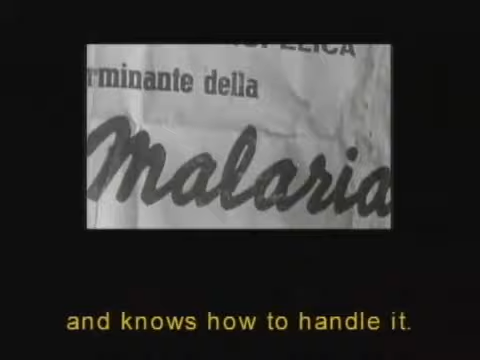 rminante della
Malaria
and knows how to handle it.